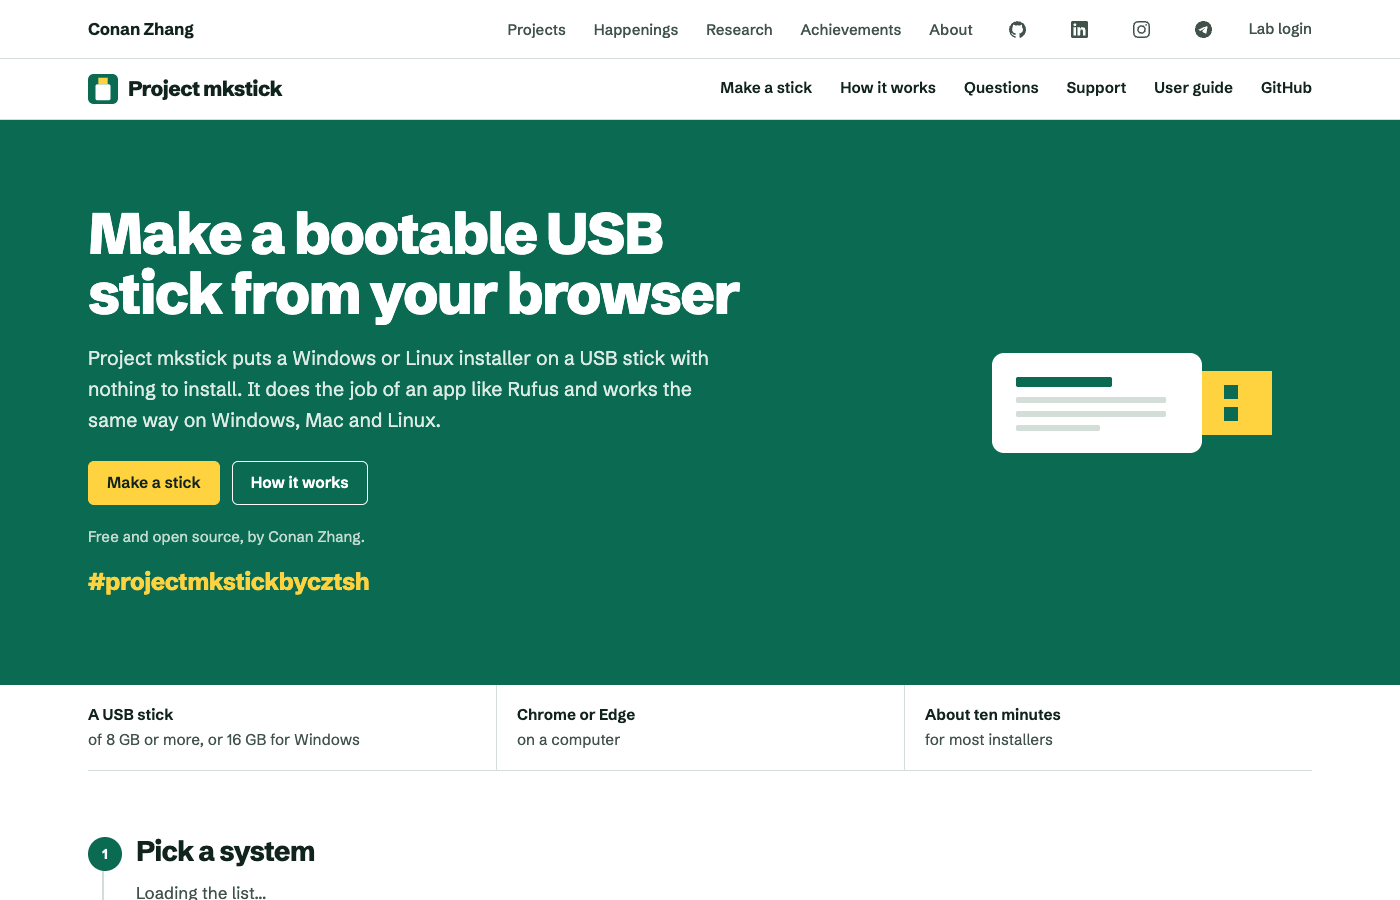 Conan Zhang
Projects
Happenings
Research
Achievements
About
Lab login
Project mkstick
Make a stick
How it works
Questions
Support
User guide
GitHub
Make a bootable USB
stick from your browser
Project mkstick puts a Windows or Linux installer on a USB stick with
nothing to install. It does the job of an app like Rufus and works the
same way on Windows, Mac and Linux.
Make a stick
How it works
Free and open source, by Conan Zhang.
#projectmkstickbycztsh
A USB stick
of 8 GB or more, or 16 GB for Windows
Chrome or Edge
on a computer
About ten minutes
for most installers
1
Pick a system
Loading the list...